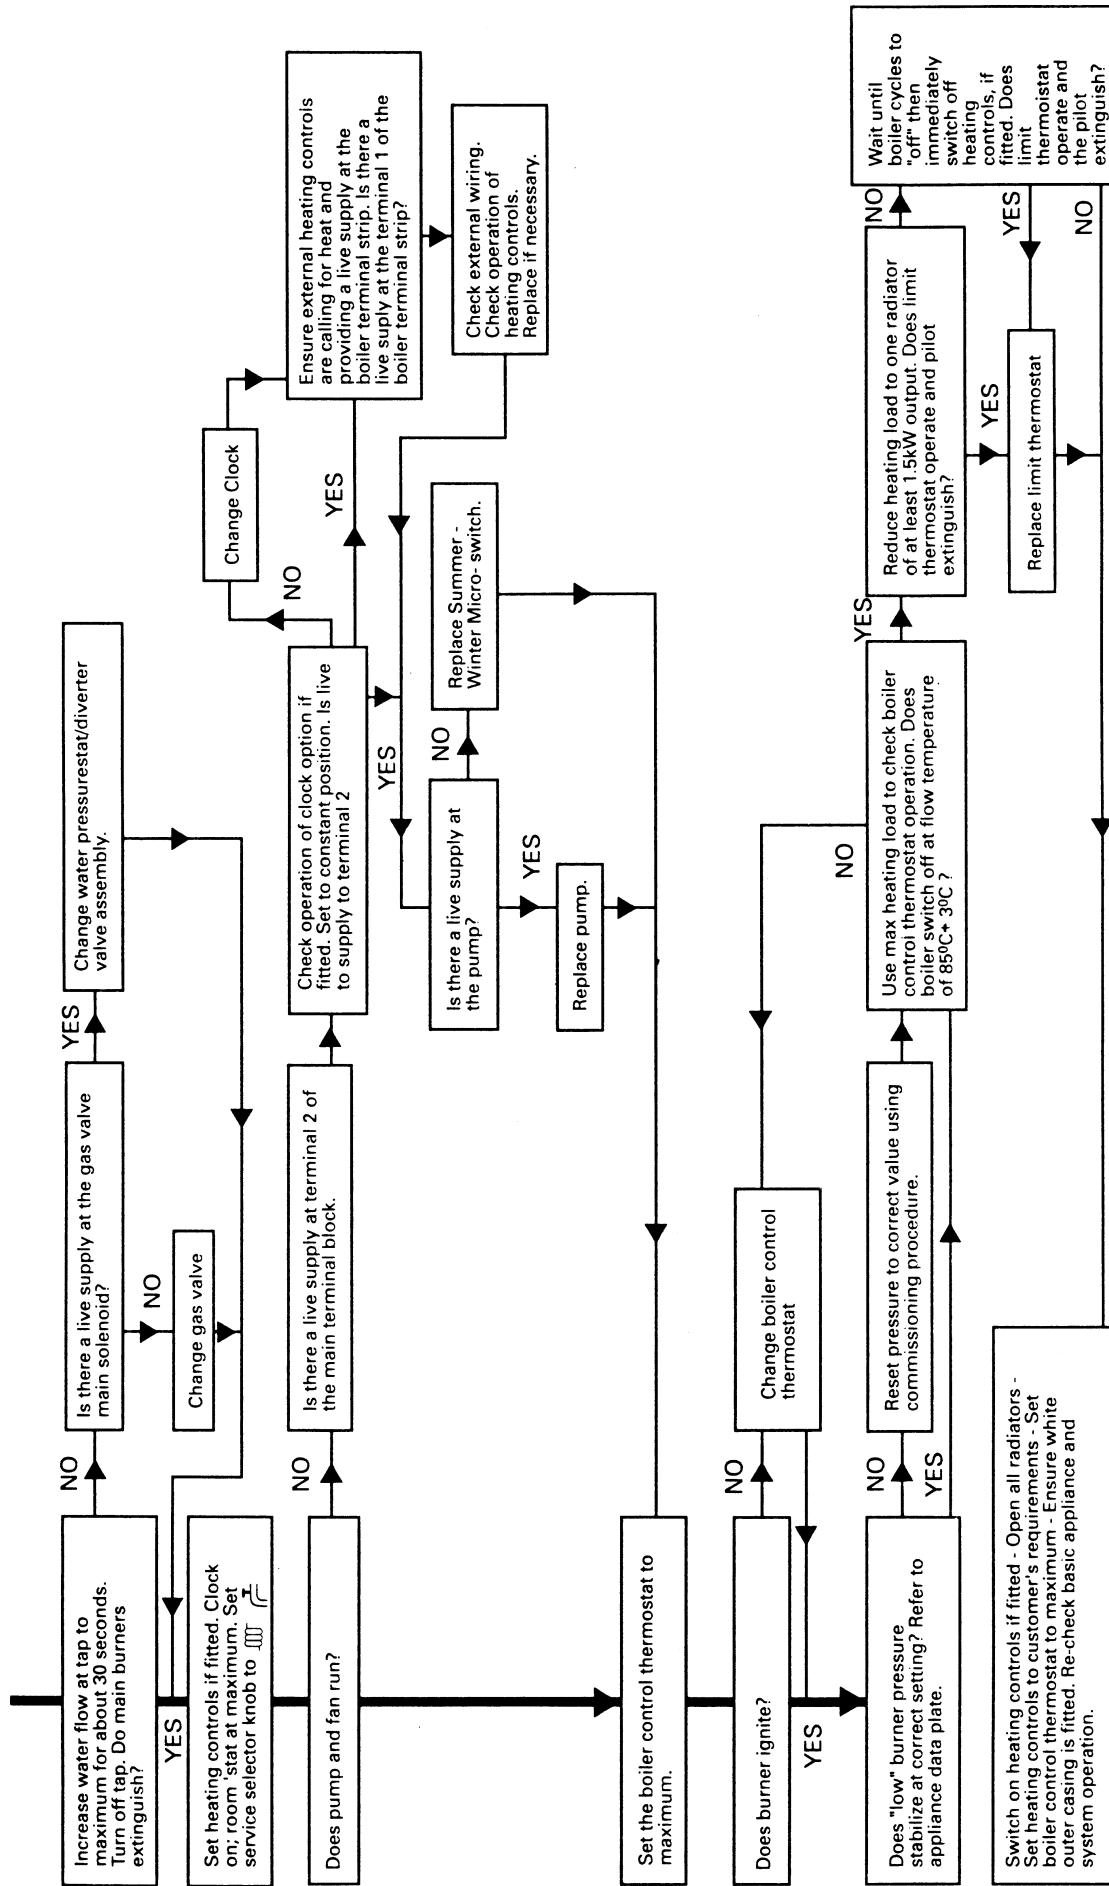 Increase water flow at tap to
maximum for about 30 seconds.
Turn off tap. Do main burners
extinguish?
NO
Is there a live supply at the gas valve
main solenoid?
YES
Change water pressurestat/diverter
valve assembly.
NO
Change gas valve
YES
Set heating controls if fitted. Clock
on; room 'stat at maximum. Set
service selector knob to
Does pump and fan run?
NO
Is there a live supply at terminal 2 of
the main terminal block.
Check operation of clock option if
fitted. Set to constant position. Is live
to supply to terminal 2
NO
Change Clock
YES
Ensure external heating controls
are calling for heat and
providing a live supply at the
boiler terminal strip. Is there a
live suply at the terminal 1 of the
boiler terminal strip?
Check external wiring.
Check operation of
heating controls.
Replace if necessary.
YES
Is there a live supply at
the pump?
NO
Replace Summer -
Winter Micro- switch.
YES
Replace pump.
Set the boiler control thermostat to
maximum.
Does burner ignite?
NO
Change boiler control
thermostat
YES
Does "low" burner pressure
stabilize at correct setting? Refer to
appliance data plate.
NO
Reset pressure to correct value using
commissioning procedure.
YES
Use max heating load to check boiler
control thermostat operation. Does
boiler switch off at flow temperature
of 85⁰C+ 3⁰C ?
NO
YES
Reduce heating load to one radiator
of at least 1.5kW output. Does limit
thermostat operate and pilot
extinguish?
NO
Wait until
boiler cycles to
"off" then
immediately
switch off
heating
controls, if
fitted. Does
limit
thermoistat
operate and
the pilot
extinguish?
YES
YES
Replace limit thermostat
NO
Switch on heating controls if fitted - Open all radiators -
Set heating controls to customer's requirements - Set
boiler control thermostat to maximum - Ensure white
outer casing is fitted. Re-check basic appliance and
system operation.